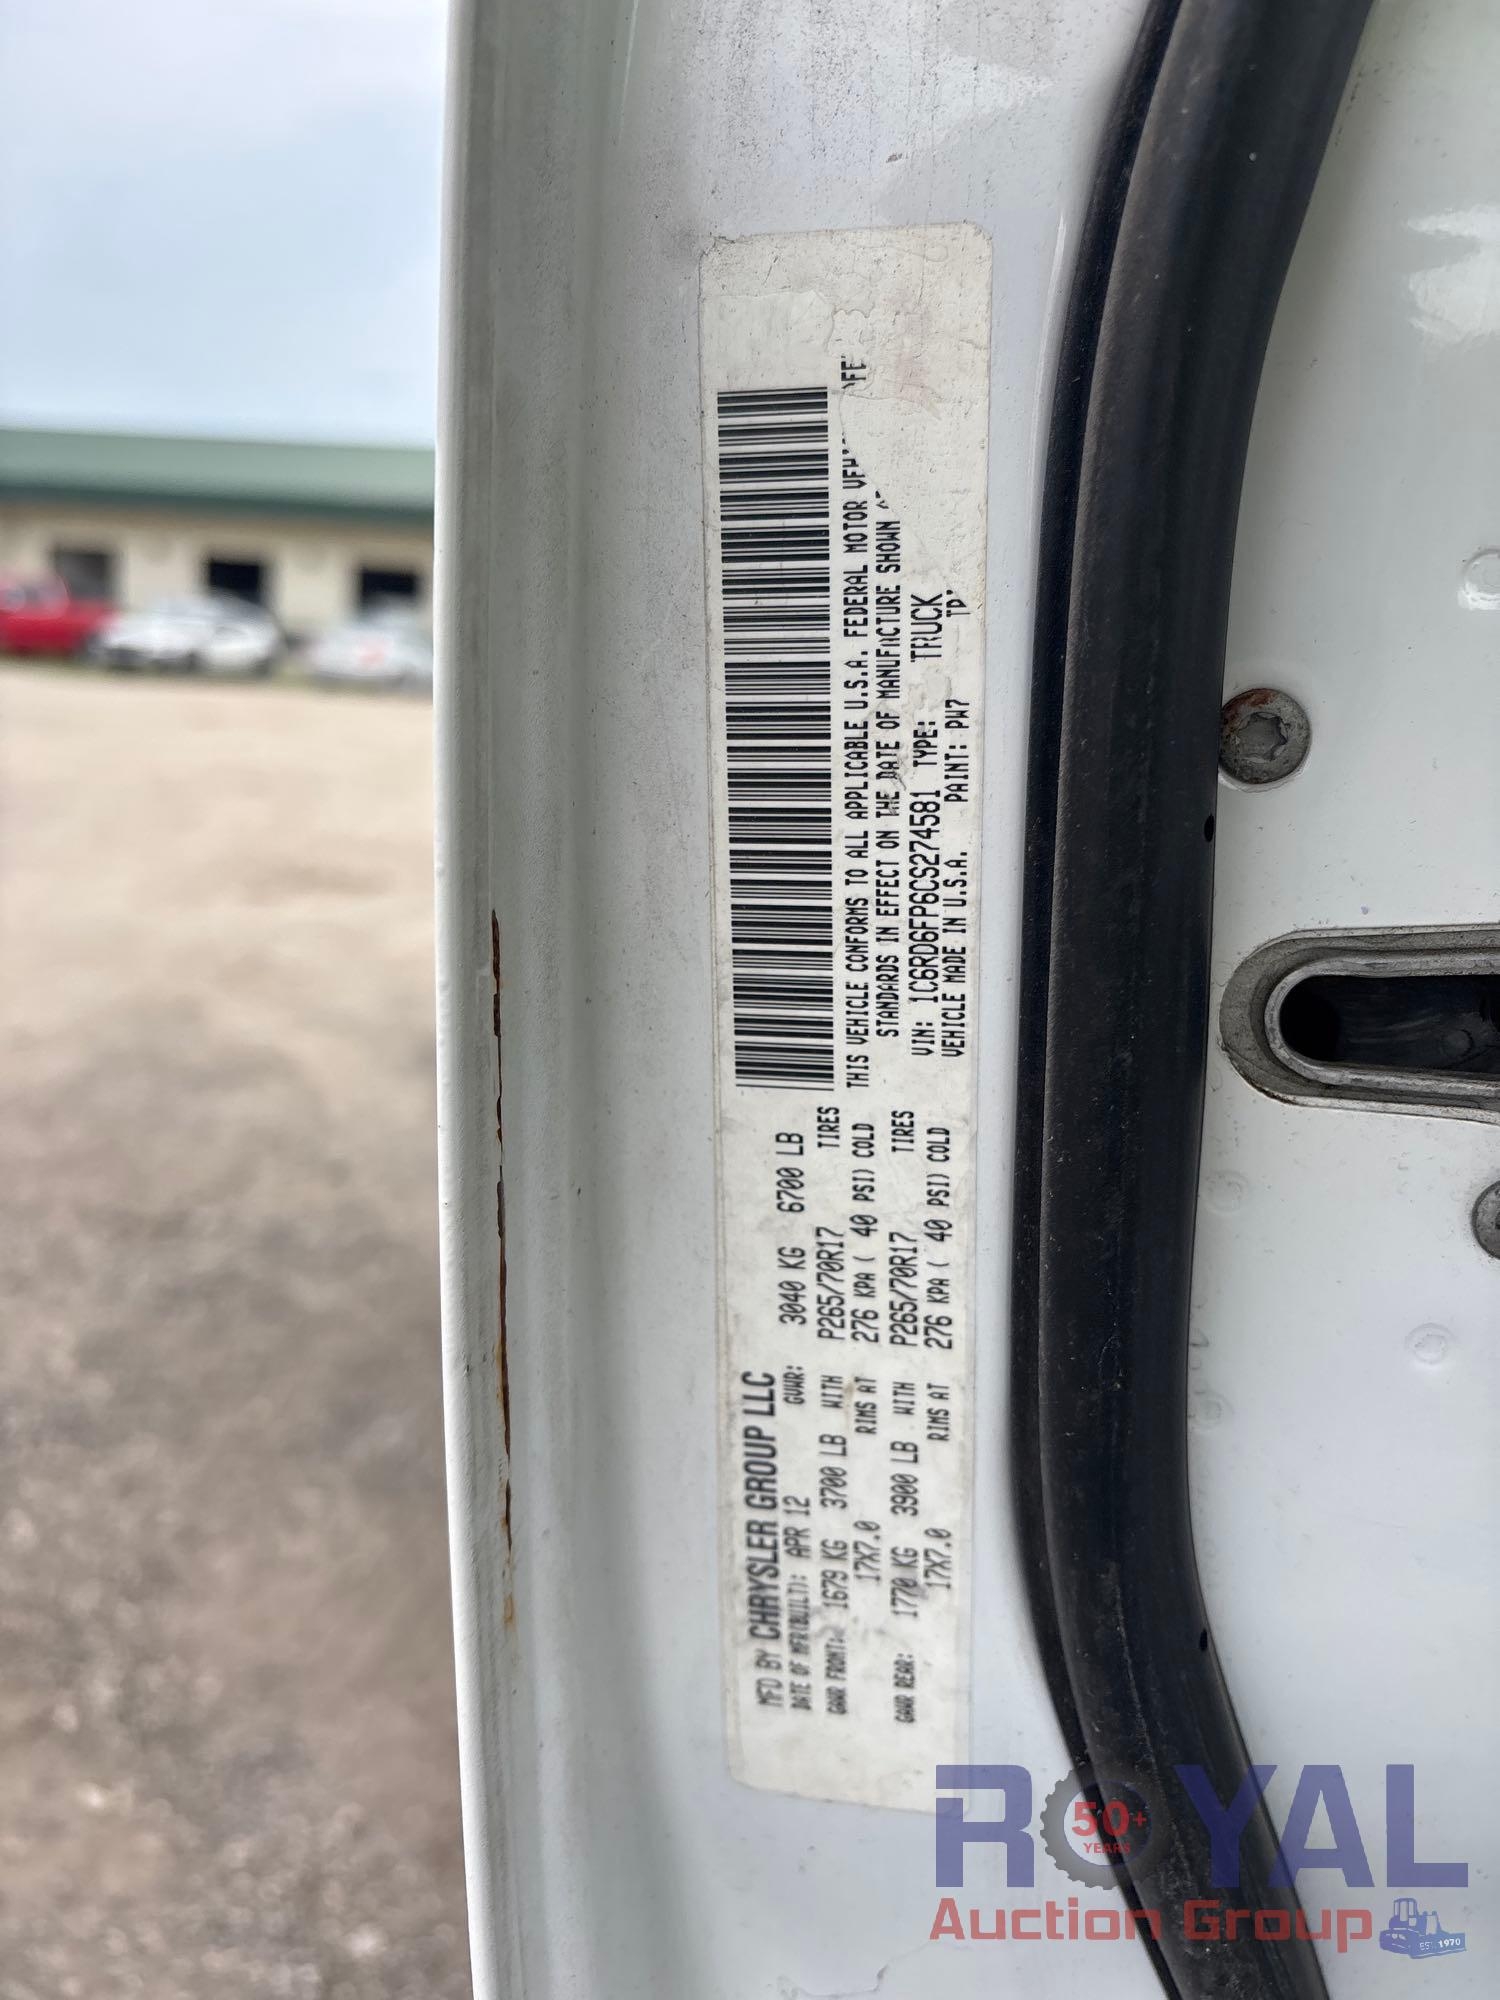 MFD BY CHRYSLER GROUP LLC
DATE OF MFR(BUILT): APR 12 GVWR: 3040 KG 6700 LB
GAWR FRONT: 1679 KG 3700 LB WITH P265/70R17 TIRES
17X7.0 RIMS AT 276 KPA ( 40 PSI) COLD
GAWR REAR: 1770 KG 3900 LB WITH P265/70R17 TIRES
17X7.0 RIMS AT 276 KPA ( 40 PSI) COLD
THIS VEHICLE CONFORMS TO ALL APPLICABLE U.S.A. FEDERAL MOTOR
STANDARDS IN EFFECT ON THE DATE OF MANUFACTURE SHOWN
VIN: 1C6RD6FP6CS274581 TYPE: TRUCK
VEHICLE MADE IN U.S.A. PAINT: PW7
ROYAL
50+
YEARS
Auction Group
EST. 1970